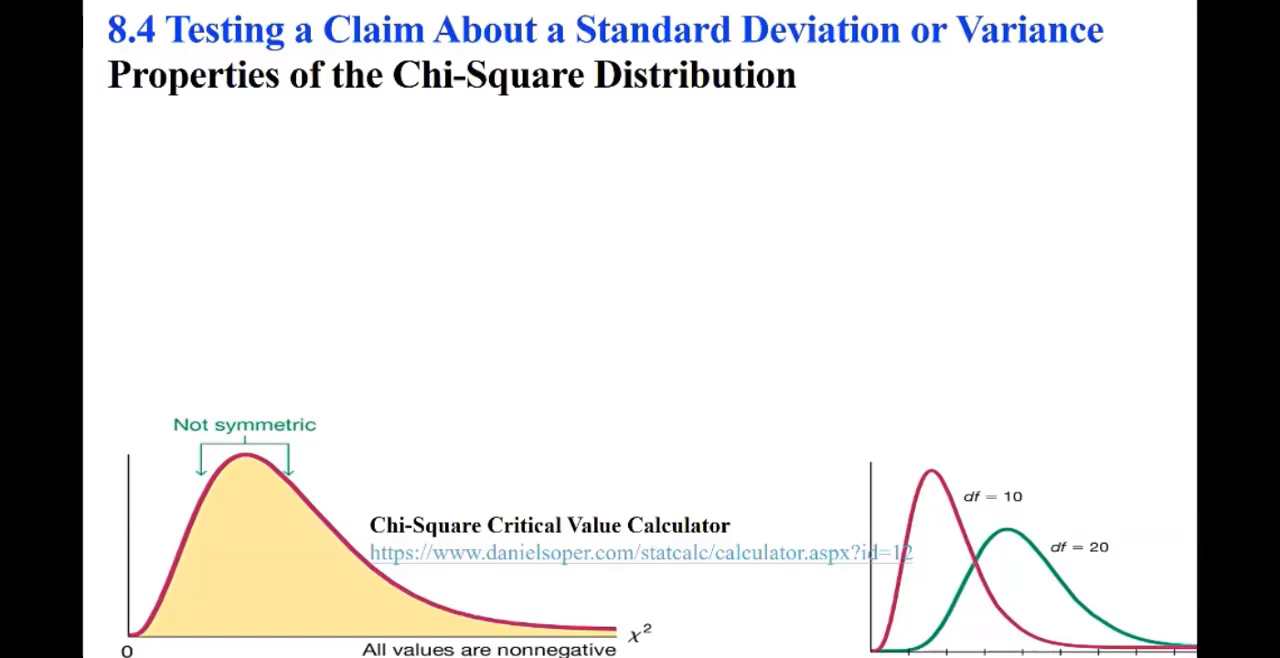 8.4 Testing a Claim About a Standard Deviation or Variance
Properties of the Chi-Square Distribution
Not symmetric
Chi-Square Critical Value Calculator
https://www.danielsoper.com/statcalc/calculator.aspx?id=12
0
All values are nonnegative
χ²
df = 10
df = 20